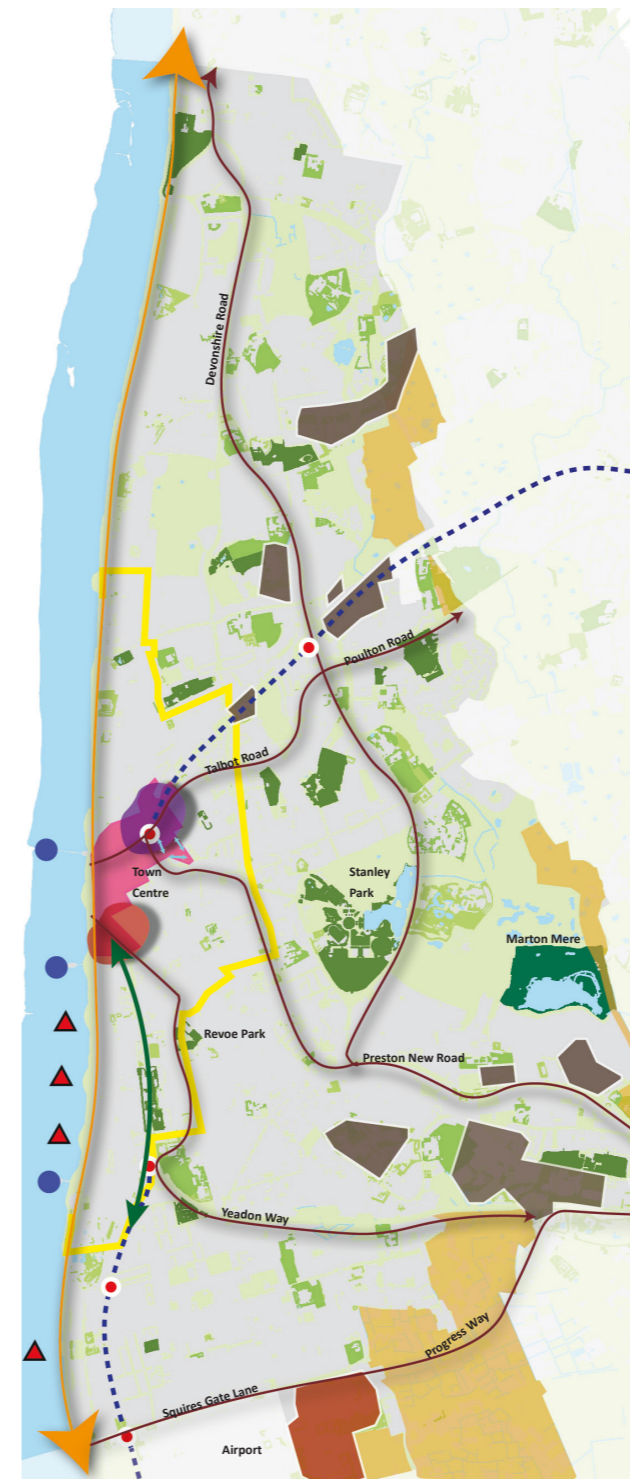 Devonshire Road
Poulton Road
Talbot Road
Town
Centre
Stanley
Park
Marton Mere
Revoe Park
Preston New Road
Yeadon Way
Progress Way
Squires Gate Lane
Airport